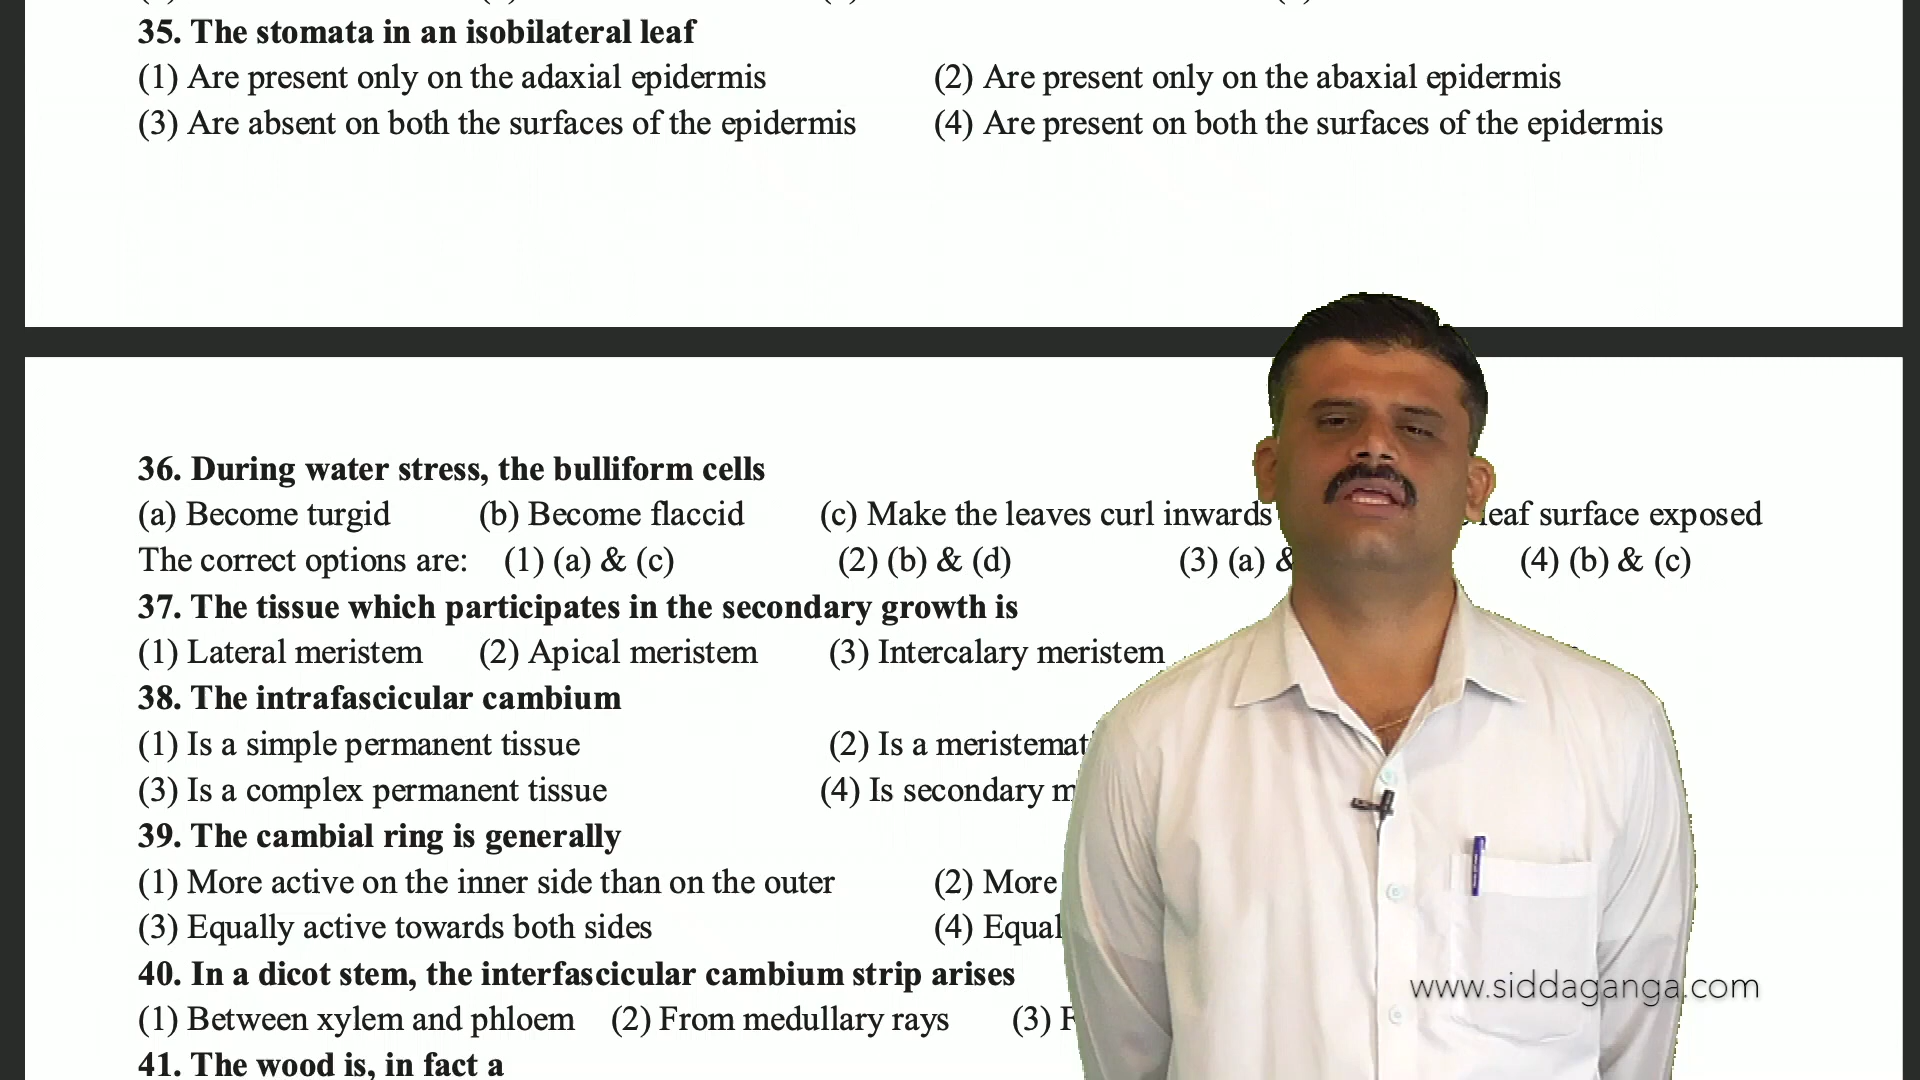 35. The stomata in an isobilateral leaf
(1) Are present only on the adaxial epidermis (2) Are present only on the abaxial epidermis
(3) Are absent on both the surfaces of the epidermis (4) Are present on both the surfaces of the epidermis
36. During water stress, the bulliform cells
(a) Become turgid (b) Become flaccid (c) Make the leaves curl inwards leaf surface exposed
The correct options are: (1) (a) & (c) (2) (b) & (d) (3) (a) & (4) (b) & (c)
37. The tissue which participates in the secondary growth is
(1) Lateral meristem (2) Apical meristem (3) Intercalary meristem
38. The intrafascicular cambium
(1) Is a simple permanent tissue (2) Is a
(3) Is a complex permanent tissue (4) Is secondary
39. The cambial ring is generally
(1) More active on the inner side than on the outer (2) More
(3) Equally active towards both sides (4)
40. In a dicot stem, the interfascicular cambium strip arises
(1) Between xylem and phloem (2) From medullary rays (3)
41. The wood is, in fact a
www.siddaganga.com